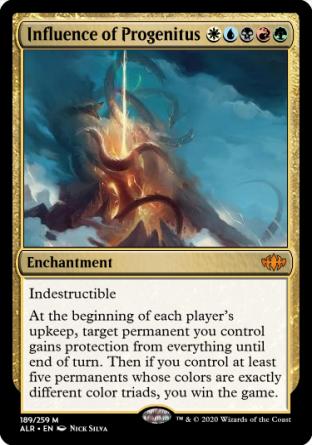 Influence of Progenitus
Enchantment
Indestructible
At the beginning of each player's
upkeep, target permanent you control
gains protection from everything until
end of turn. Then if you control at least
five permanents whose colors are exactly
different color triads, you win the game.
189/259 M
ALR • EN Nick Silva
™ & © 2020 Wizards of the Coast